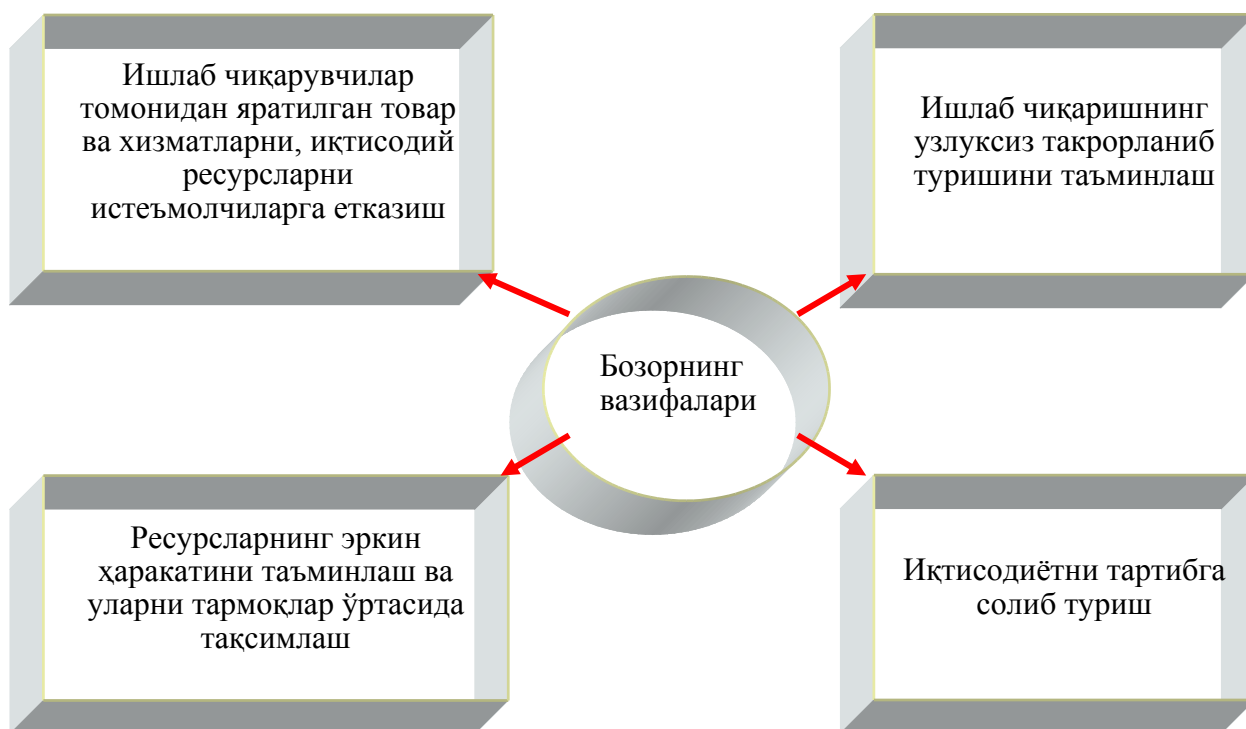 Ишлаб чиқарувчилар
томонидан яратилган товар
ва хизматларни, иқтисодий
ресурсларни
истеъмолчиларга етказиш
Ишлаб чиқаришнинг
узлуксиз такрорланиб
туришини таъминлаш
Бозорнинг
вазифалари
Ресурсларнинг эркин
ҳаракатини таъминлаш ва
уларни тармоқлар ўртасида
тақсимлаш
Иқтисодиётни тартибга
солиб туриш